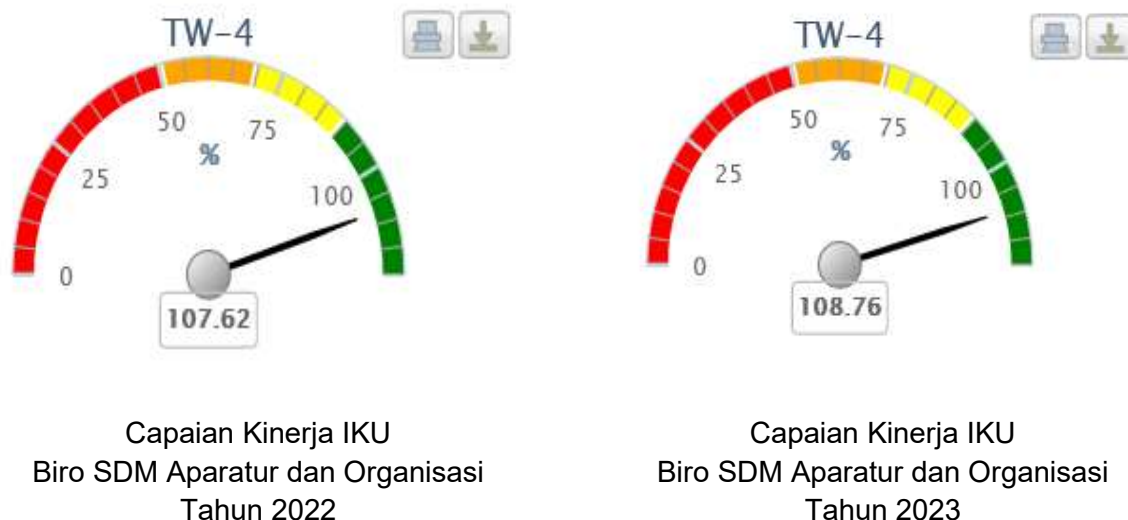 TW-4
50
75
%
25
100
0
107.62
TW-4
50
75
%
25
100
0
108.76
Capaian Kinerja IKU
Biro SDM Aparatur dan Organisasi
Tahun 2022
Capaian Kinerja IKU
Biro SDM Aparatur dan Organisasi
Tahun 2023